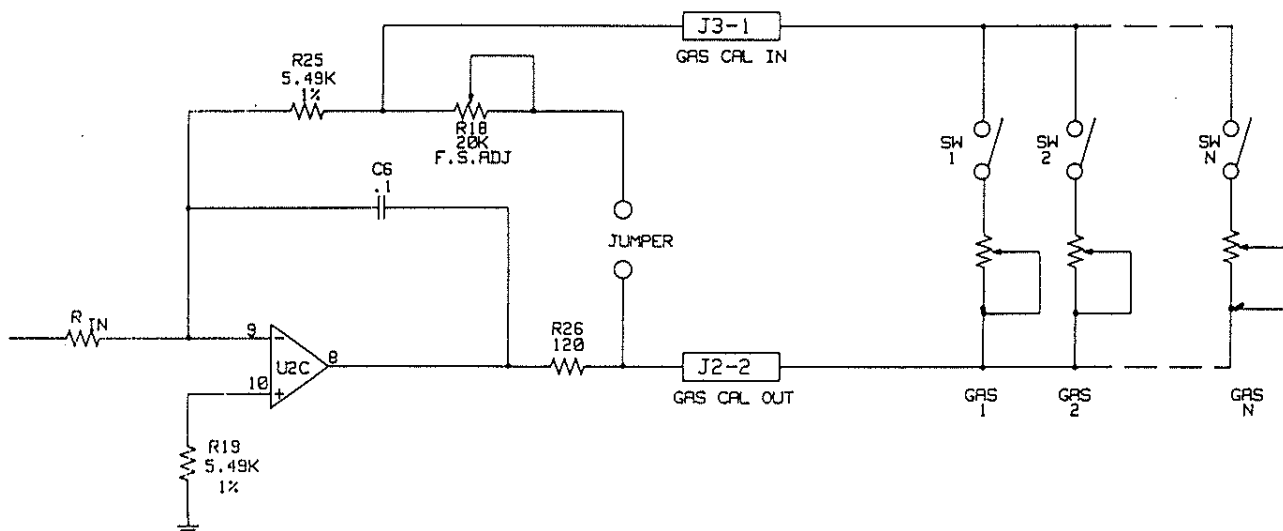 J3-1
GAS CAL IN
R25
5.49K
1%
R18
20K
F.S.ADJ
C6
.1
JUMPER
SW
1
SW
2
SW
N
R IN
9
-
U2C
8
10
+
R26
120
J2-2
GAS CAL OUT
GAS
1
GAS
2
GAS
N
R19
5.49K
1%